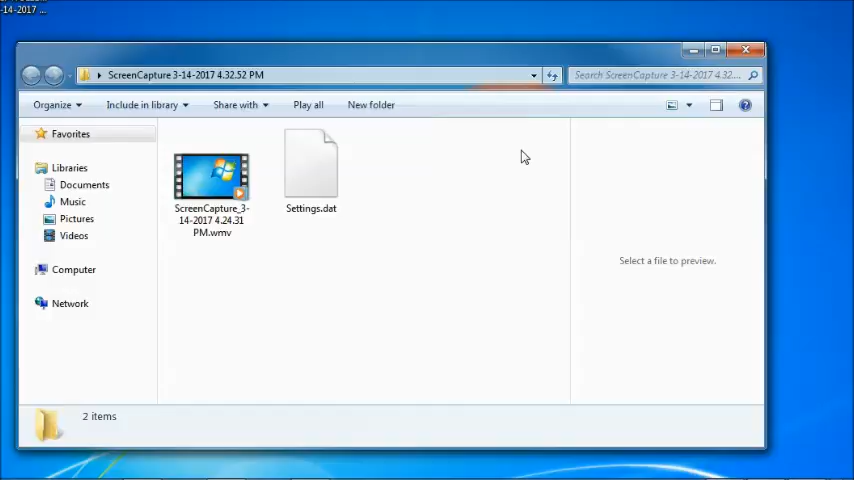 -14-2017 ...
ScreenCapture 3-14-2017 4.32.52 PM
Search ScreenCapture 3-14-2017 4.32....
Organize
Include in library
Share with
Play all
New folder
Favorites
Libraries
Documents
Music
Pictures
Videos
Computer
Network
ScreenCapture_3-
14-2017 4.24.31
PM.wmv
Settings.dat
Select a file to preview.
2 items